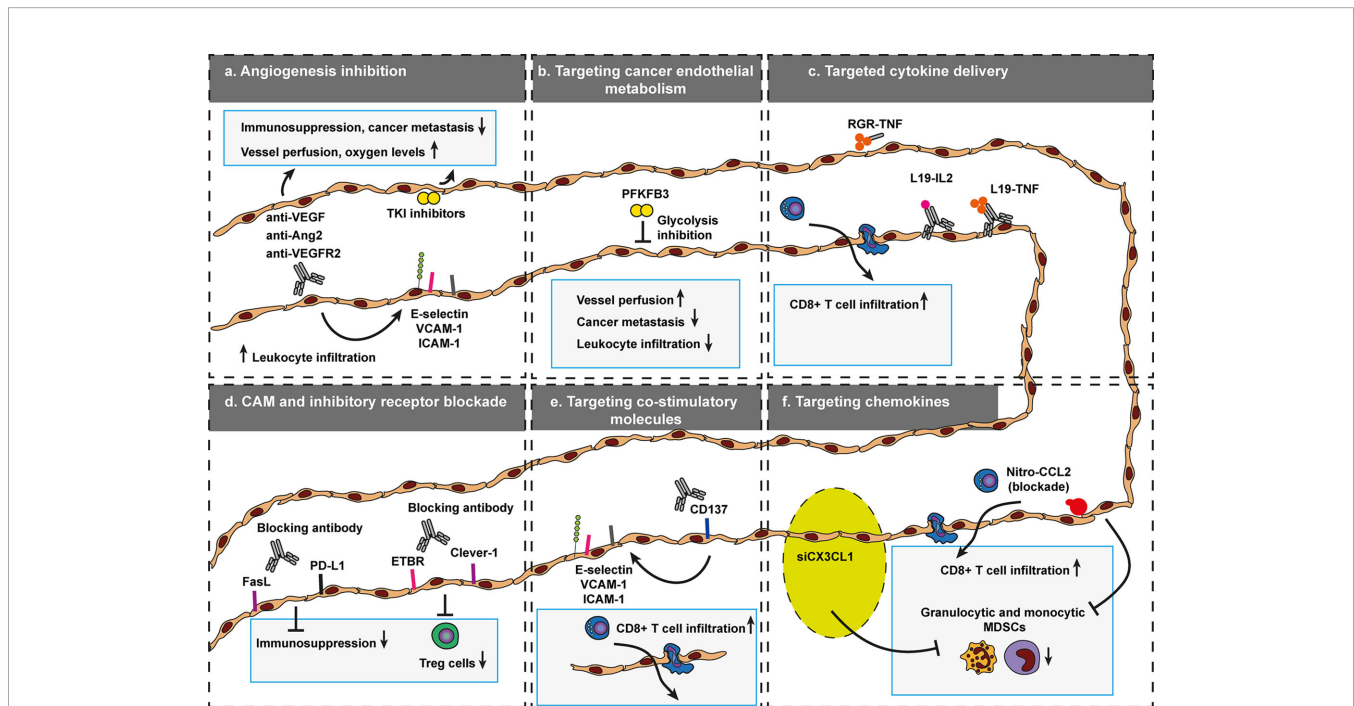 a. Angiogenesis inhibition
Immunosuppression, cancer metastasis ↓
Vessel perfusion, oxygen levels ↑
anti-VEGF
anti-Ang2
anti-VEGFR2
TKI inhibitors
E-selectin
VCAM-1
ICAM-1
↑ Leukocyte infiltration
b. Targeting cancer endothelial
metabolism
PFKFB3
Glycolysis
inhibition
Vessel perfusion ↑
Cancer metastasis ↓
Leukocyte infiltration ↓
c. Targeted cytokine delivery
RGR-TNF
L19-IL2
L19-TNF
CD8+ T cell infiltration ↑
d. CAM and inhibitory receptor blockade
Blocking antibody
Blocking antibody
FasL
PD-L1
ETBR
Clever-1
Immunosuppression ↓
Treg cells ↓
e. Targeting co-stimulatory
molecules
CD137
E-selectin
VCAM-1
ICAM-1
CD8+ T cell infiltration ↑
f. Targeting chemokines
Nitro-CCL2
(blockade)
siCX3CL1
CD8+ T cell infiltration ↑
Granulocytic and monocytic
MDSCs
↓